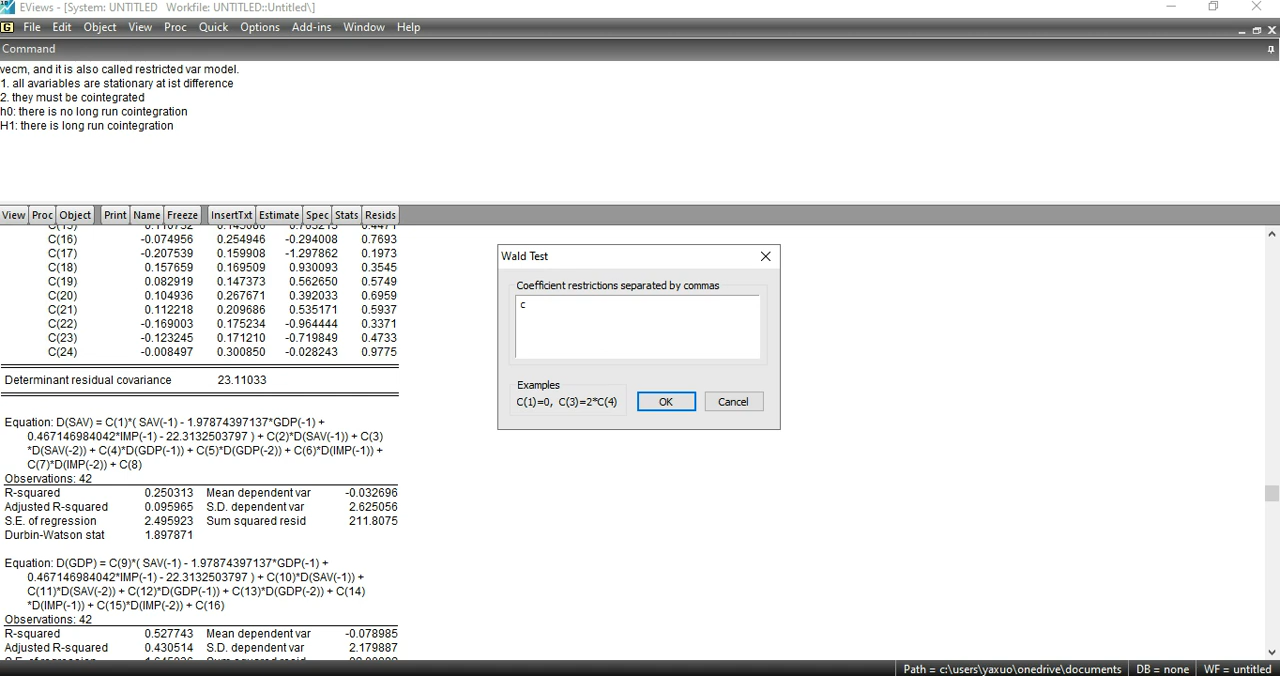 EViews - [System: UNTITLED Workfile: UNTITLED::Untitled\]
File Edit Object View Proc Quick Options Add-ins Window Help
Command
vecm, and it is also called restricted var model.
1. all avariables are stationary at ist difference
2. they must be cointegrated
h0: there is no long run cointegration
H1: there is long run cointegration
View Proc Object Print Name Freeze InsertTxt Estimate Spec Stats Resids
C(16) -0.074956 0.254946 -0.294008 0.7693
C(17) -0.207539 0.159908 -1.297862 0.1973
C(18) 0.157659 0.169509 0.930093 0.3545
C(19) 0.082919 0.147373 0.562650 0.5749
C(20) 0.104936 0.267671 0.392033 0.6959
C(21) 0.112218 0.209686 0.535171 0.5937
C(22) -0.169003 0.175234 -0.964444 0.3371
C(23) -0.123245 0.171210 -0.719849 0.4733
C(24) -0.008497 0.300850 -0.028243 0.9775
Determinant residual covariance 23.11033
Equation: D(SAV) = C(1)*( SAV(-1) - 1.97874397137*GDP(-1) +
0.467146984042*IMP(-1) - 22.3132503797 ) + C(2)*D(SAV(-1)) + C(3)
*D(SAV(-2)) + C(4)*D(GDP(-1)) + C(5)*D(GDP(-2)) + C(6)*D(IMP(-1)) +
C(7)*D(IMP(-2)) + C(8)
Observations: 42
R-squared 0.250313 Mean dependent var -0.032696
Adjusted R-squared 0.095965 S.D. dependent var 2.625056
S.E. of regression 2.495923 Sum squared resid 211.8075
Durbin-Watson stat 1.897871
Equation: D(GDP) = C(9)*( SAV(-1) - 1.97874397137*GDP(-1) +
0.467146984042*IMP(-1) - 22.3132503797 ) + C(10)*D(SAV(-1)) +
C(11)*D(SAV(-2)) + C(12)*D(GDP(-1)) + C(13)*D(GDP(-2)) + C(14)
*D(IMP(-1)) + C(15)*D(IMP(-2)) + C(16)
Observations: 42
R-squared 0.527743 Mean dependent var -0.078985
Adjusted R-squared 0.430514 S.D. dependent var 2.179887
Wald Test
Coefficient restrictions separated by commas
c
Examples
C(1)=0, C(3)=2*C(4)
OK Cancel
Path = c:\users\yaxuo\onedrive\documents DB = none WF = untitled